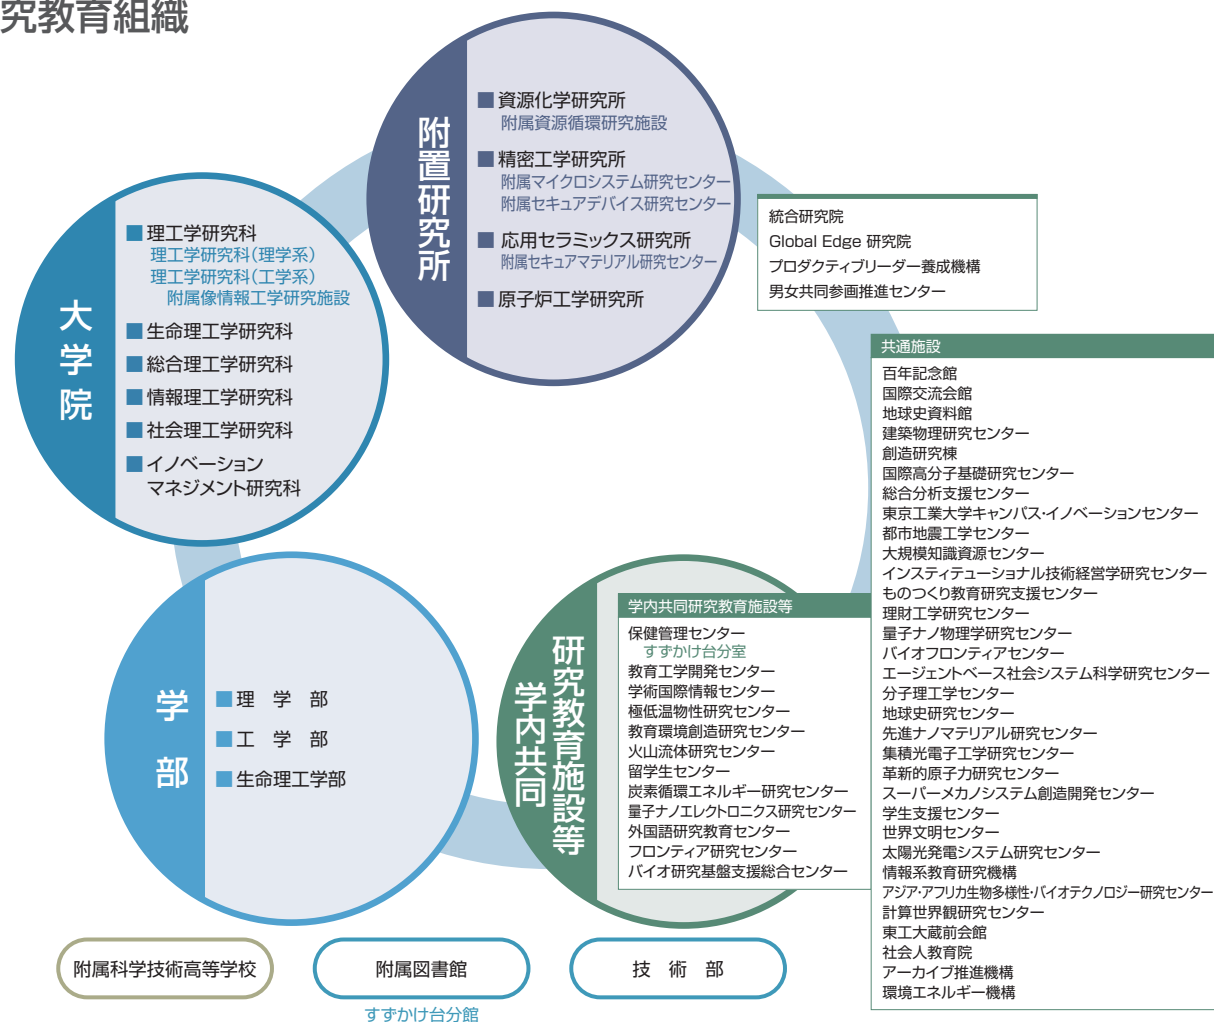 究教育組織
附置研究所
■ 資源化学研究所
附属資源循環研究施設
■ 精密工学研究所
附属マイクロシステム研究センター
附属セキュアデバイス研究センター
■ 応用セラミックス研究所
附属セキュアマテリアル研究センター
■ 原子炉工学研究所
大学院
■ 理工学研究科
理工学研究科(理学系)
理工学研究科(工学系)
附属像情報工学研究施設
■ 生命理工学研究科
■ 総合理工学研究科
■ 情報理工学研究科
■ 社会理工学研究科
■ イノベーション
マネジメント研究科
統合研究院
Global Edge 研究院
プロダクティブリーダー養成機構
男女共同参画推進センター
共通施設
百年記念館
国際交流会館
地球史資料館
建築物理研究センター
創造研究棟
国際高分子基礎研究センター
総合分析支援センター
東京工業大学キャンパス・イノベーションセンター
都市地震工学センター
大規模知識資源センター
インスティテューショナル技術経営学研究センター
ものつくり教育研究支援センター
理財工学研究センター
量子ナノ物理学研究センター
バイオフロンティアセンター
エージェントベース社会システム科学研究センター
分子理工学センター
地球史研究センター
先進ナノマテリアル研究センター
集積光電子工学研究センター
革新的原子力研究センター
スーパーメカノシステム創造開発センター
学生支援センター
世界文明センター
太陽光発電システム研究センター
情報系教育研究機構
アジア・アフリカ生物多様性・バイオテクノロジー研究センター
計算世界観研究センター
東工大蔵前会館
社会人教育院
アーカイブ推進機構
環境エネルギー機構
学部
■ 理 学 部
■ 工 学 部
■ 生命理工学部
学内共同
研究教育施設等
学内共同研究教育施設等
保健管理センター
すずかけ台分室
教育工学開発センター
学術国際情報センター
極低温物性研究センター
教育環境創造研究センター
火山流体研究センター
留学生センター
炭素循環エネルギー研究センター
量子ナノエレクトロニクス研究センター
外国語研究教育センター
フロンティア研究センター
バイオ研究基盤支援総合センター
附属科学技術高等学校
附属図書館
すずかけ台分館
技 術 部